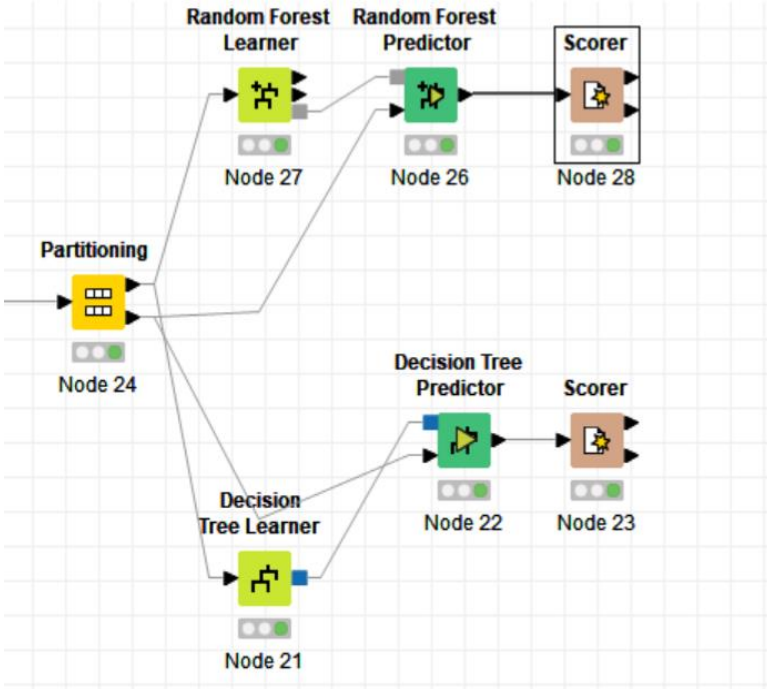 Random Forest
Learner
Node 27
Random Forest
Predictor
Node 26
Scorer
Node 28
Partitioning
Node 24
Decision Tree
Predictor
Node 22
Scorer
Node 23
Decision
Tree Learner
Node 21